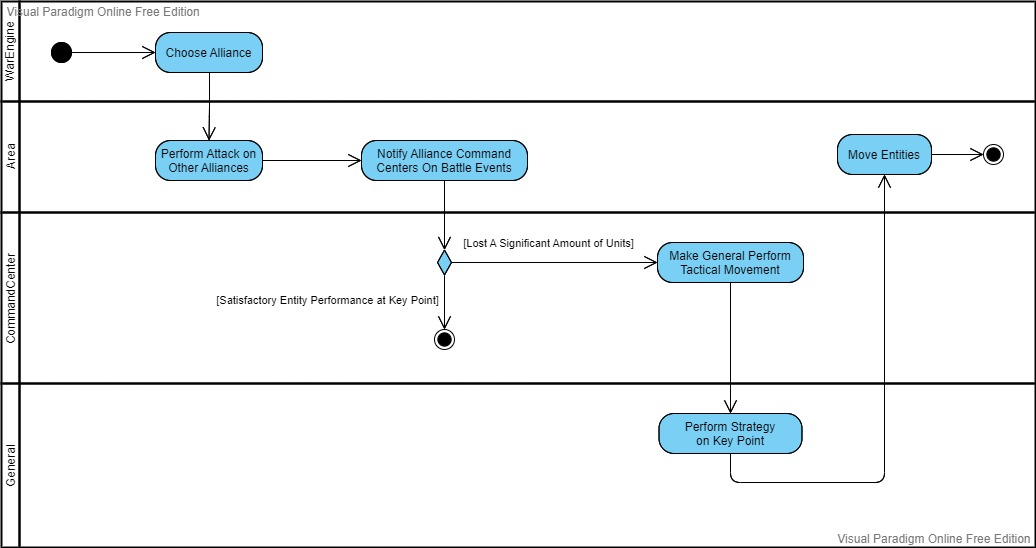 Visual Paradigm Online Free Edition
WarEngine
Choose Alliance
Area
Perform Attack on
Other Alliances
Notify Alliance Command
Centers On Battle Events
Move Entities
CommandCenter
[Lost A Significant Amount of Units]
Make General Perform
Tactical Movement
[Satisfactory Entity Performance at Key Point]
General
Perform Strategy
on Key Point
Visual Paradigm Online Free Edition